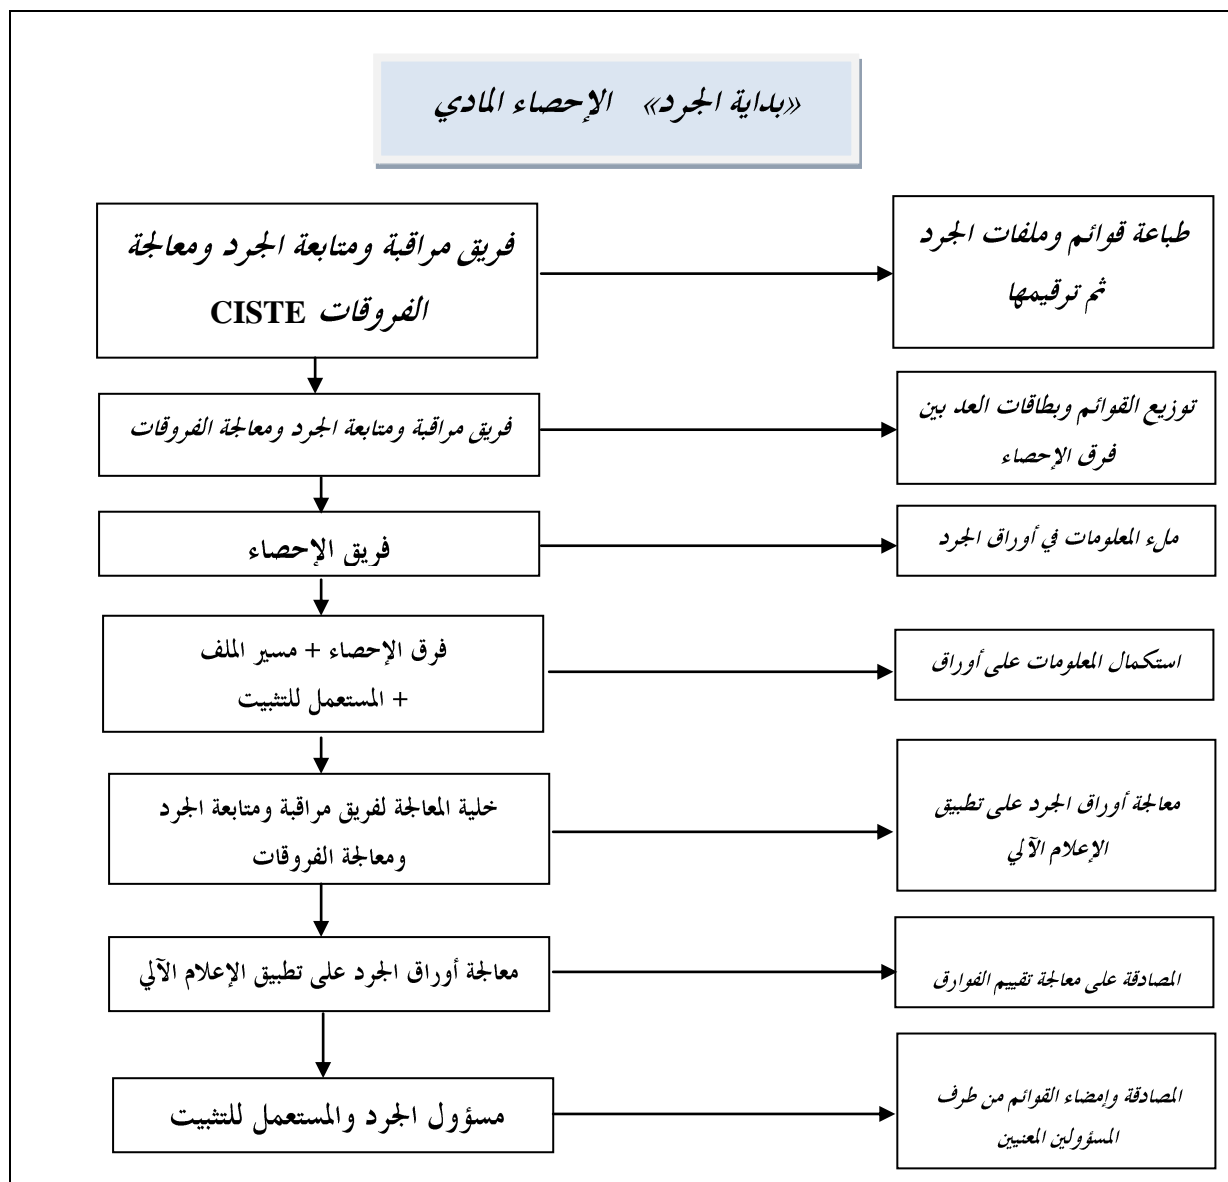 «بداية الجرد» الإحصاء المادي
طباعة قوائم وملفات الجرد
ثم ترقيمها
فريق مراقبة ومتابعة الجرد ومعالجة
الفروقات CISTE
توزيع القوائم وبطاقات العد بين
فرق الإحصاء
فريق مراقبة ومتابعة الجرد ومعالجة الفروقات
ملء المعلومات في أوراق الجرد
فريق الإحصاء
استكمال المعلومات على أوراق
فرق الإحصاء + مسير الملف
+ المستعمل للتثبيت
معالجة أوراق الجرد على تطبيق
الإعلام الآلي
خلية المعالجة لفريق مراقبة ومتابعة الجرد
ومعالجة الفروقات
المصادقة على معالجة تقييم الفوارق
معالجة أوراق الجرد على تطبيق الإعلام الآلي
المصادقة وإمضاء القوائم من طرف
المسؤولين المعنيين
مسؤول الجرد والمستعمل للتثبيت